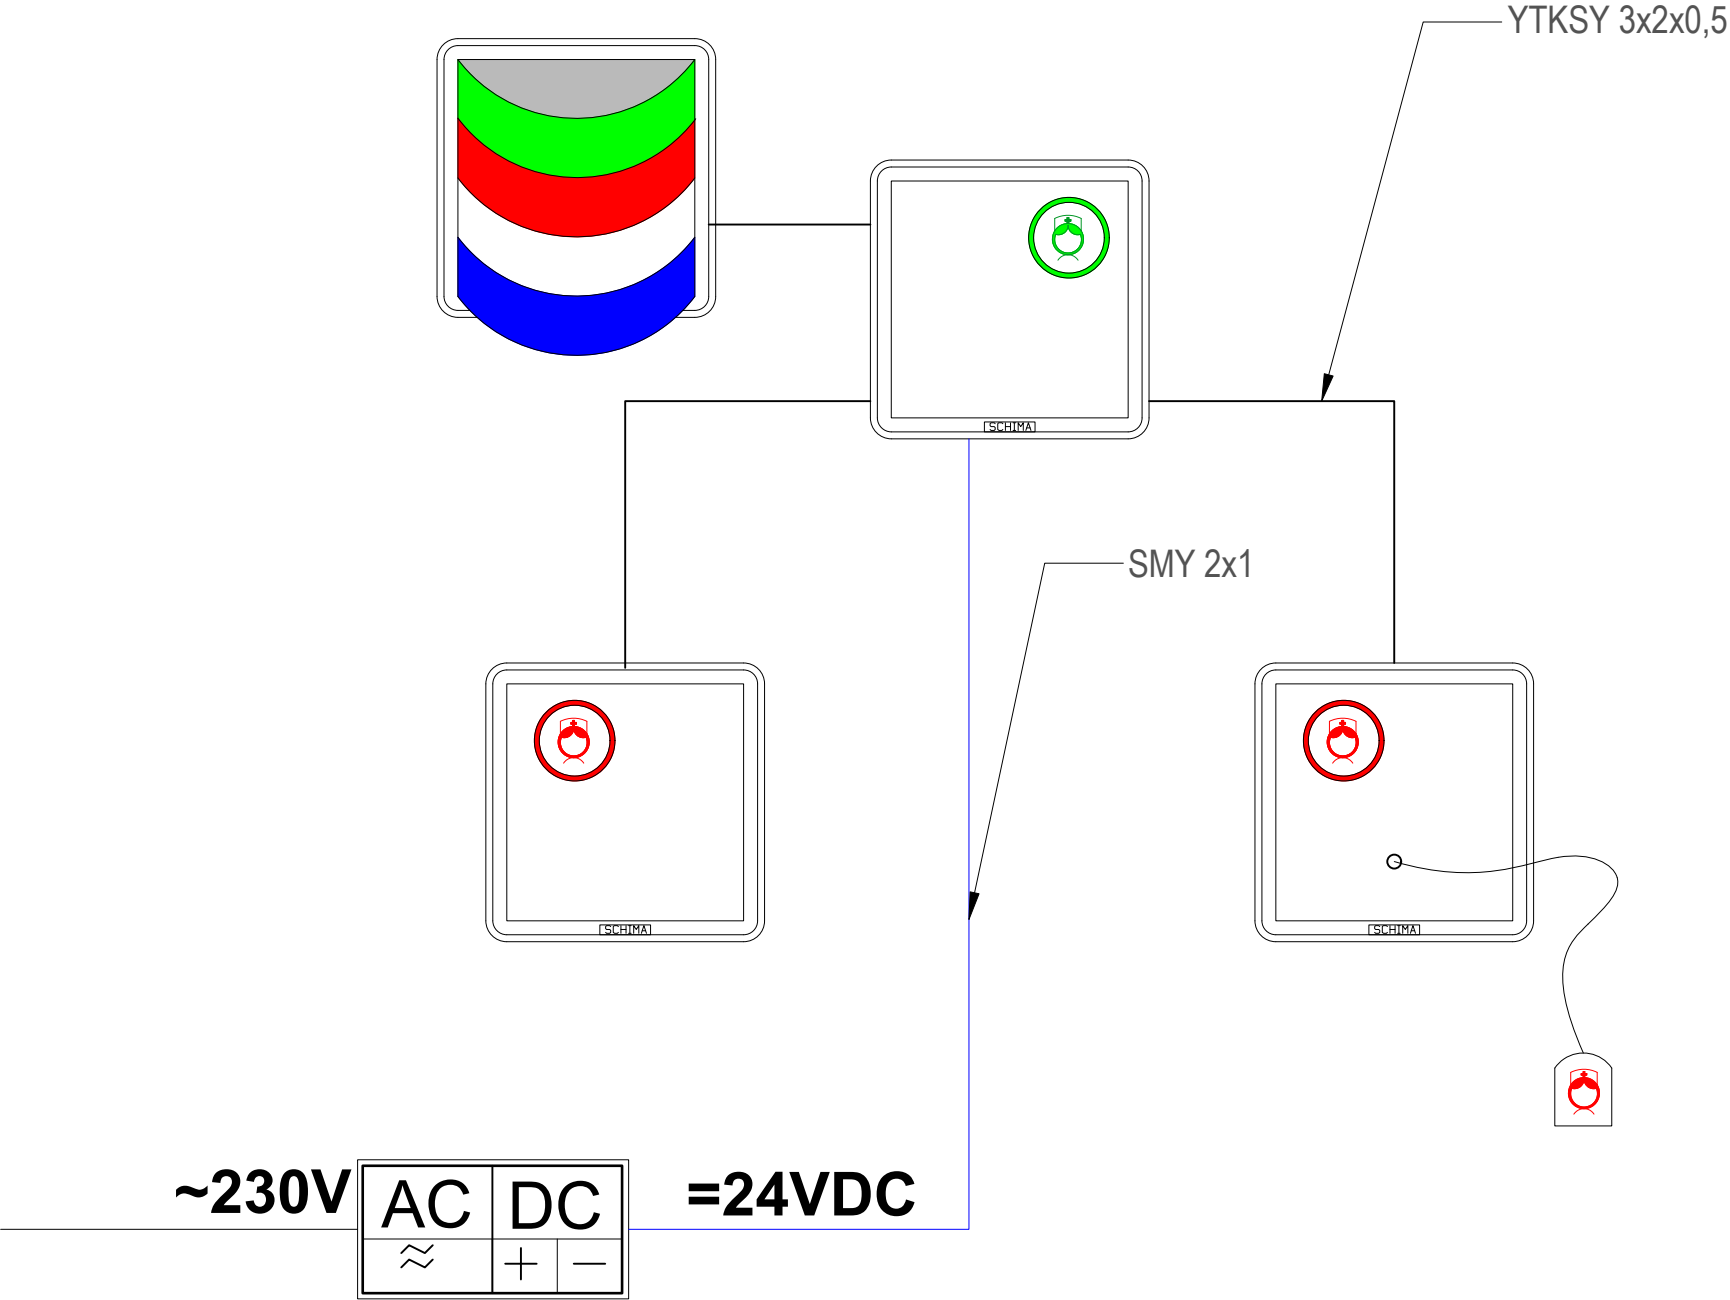 YTKSY 3x2x0,5
SCHIMA
SMY 2x1
SCHIMA
SCHIMA
~230V
AC
DC
=24VDC
≈
+
−